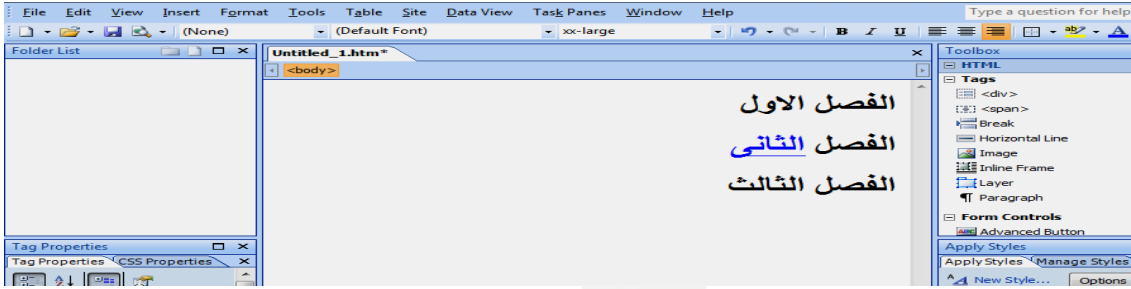 File Edit View Insert Format Tools Table Site Data View Task Panes Window Help Type a question for help
(None) (Default Font) xx-large B I U ab A
Folder List
Untitled_1.htm*
<body>
الفصل الاول
الفصل الثانى
الفصل الثالث
Toolbox
HTML
Tags
<div>
<span>
Break
Horizontal Line
Image
Inline Frame
Layer
Paragraph
Form Controls
Advanced Button
Tag Properties
Tag Properties CSS Properties
Apply Styles
Apply Styles Manage Styles
New Style... Options